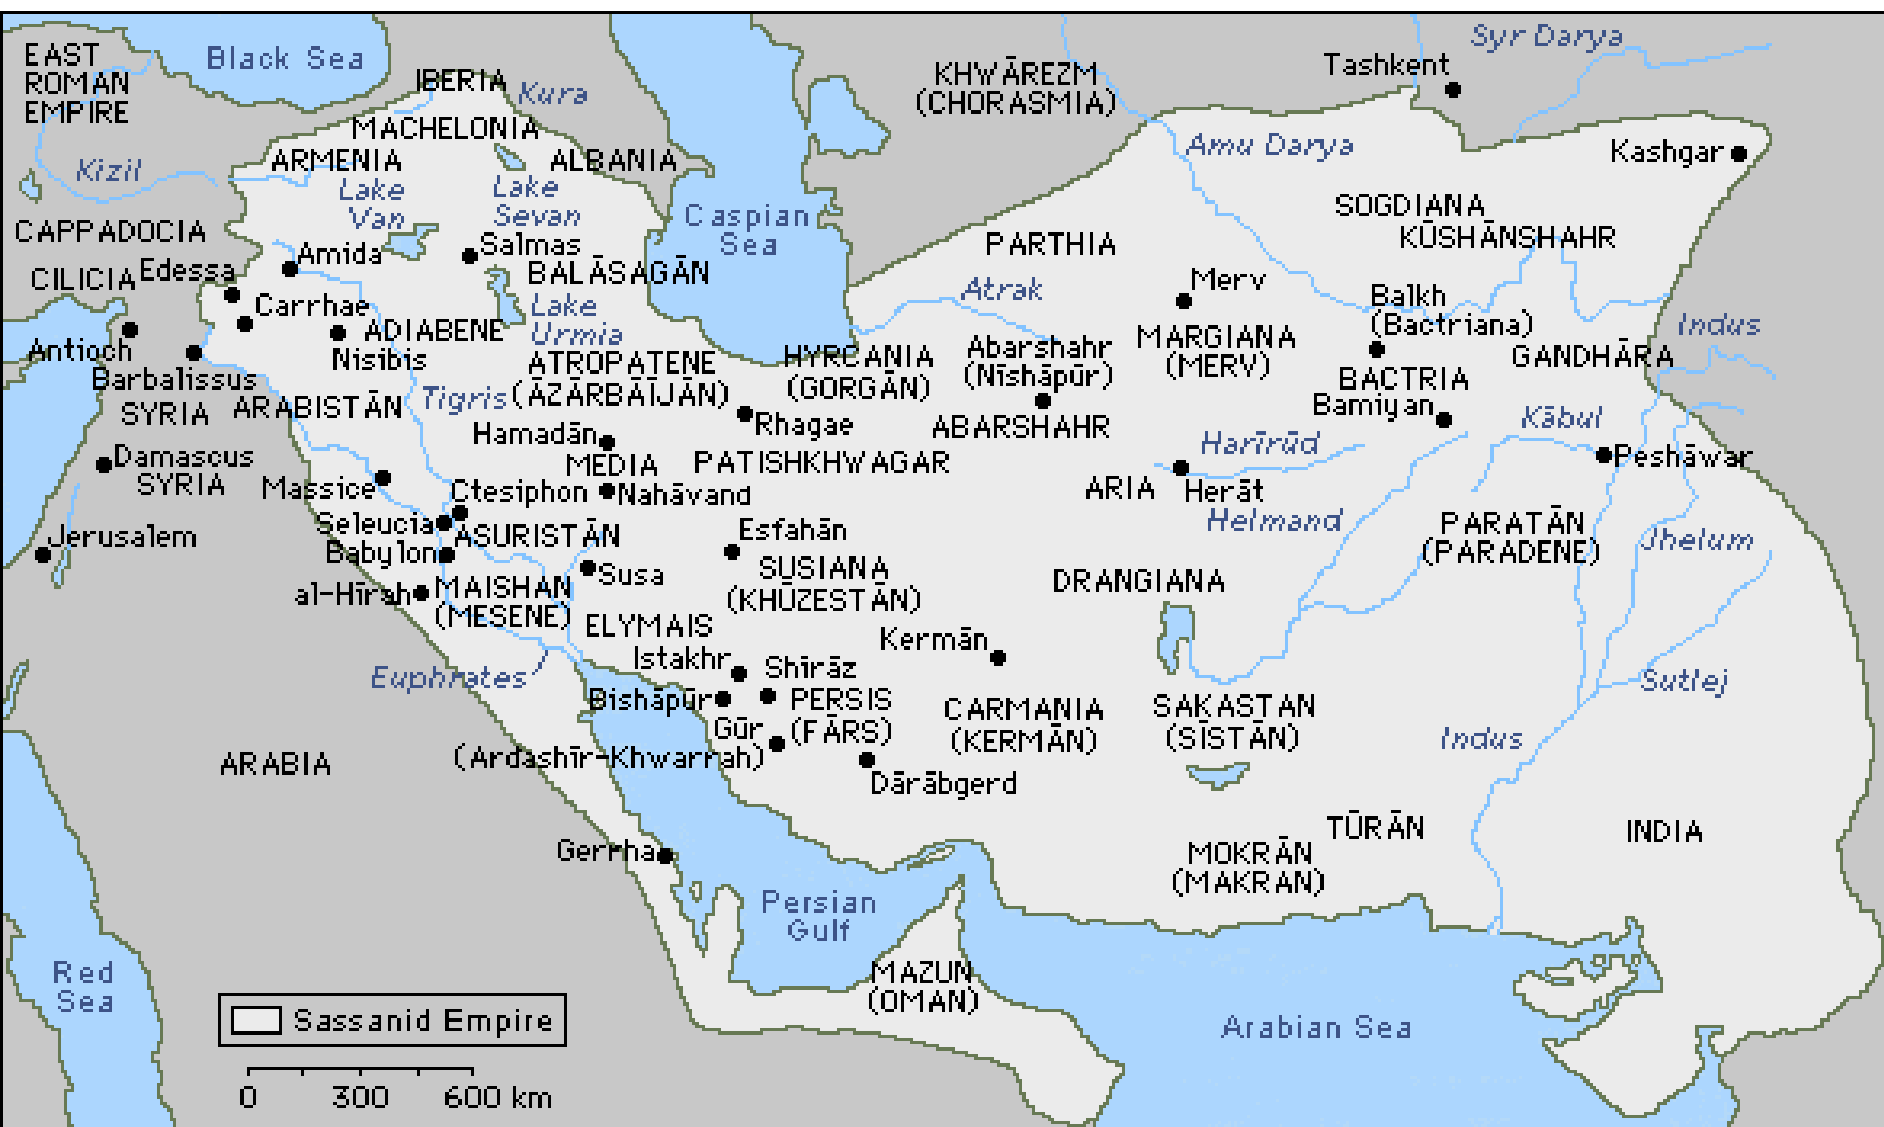 EAST
ROMAN
EMPIRE
Black Sea
IBERIA
Kura
KHWĀREZM
(CHORASMIA)
Tashkent
Syr Darya
MACHELONIA
Kizil
ARMENIA
ALBANIA
Amu Darya
Kashgar
Lake
Van
Lake
Sevan
Caspian
Sea
SOGDIANA
KŪSHĀNSHAHR
CAPPADOCIA
Amida
Salmas
PARTHIA
CILICIA
Edessa
BALĀSAGĀN
Merv
Atrak
Balkh
(Bactriana)
Carrhae
Lake
Urmia
Indus
ADIABENE
Antioch
Nisibis
ATROPATENE
(ĀZĀRBĀĪJĀN)
HYRCANIA
(GORGĀN)
Abarshahr
(Nīshāpūr)
MARGIANA
(MERV)
GANDHĀRA
Barbalissus
BACTRIA
SYRIA
ARABISTĀN
Tigris
Bamiyan
Kābul
Rhagae
ABARSHAHR
Hamadān
Harīrūd
Damascus
SYRIA
MEDIA
PATISHKHWAGAR
Peshāwar
Massice
Ctesiphon
Nahāvand
ARIA
Herāt
Seleucia
Helmand
PARATĀN
(PARADENE)
Jerusalem
Babylon
ASURISTĀN
Esfahān
Jhelum
Susa
SUSIANA
(KHŪZESTĀN)
DRANGIANA
al-Hīrah
MAISHAN
(MESENE)
ELYMAIS
Kermān
Istakhr
Shīrāz
Euphrates
Sutlej
Bishāpūr
PERSIS
(FĀRS)
CARMANIA
(KERMĀN)
SAKASTAN
(SĪSTĀN)
Gūr
(Ardashīr-Khwarrah)
Indus
ARABIA
Dārābgerd
TŪRĀN
INDIA
Gerrha
MOKRĀN
(MAKRAN)
Persian
Gulf
Red
Sea
MAZUN
(OMAN)
Sassanid Empire
Arabian Sea
0 300 600 km